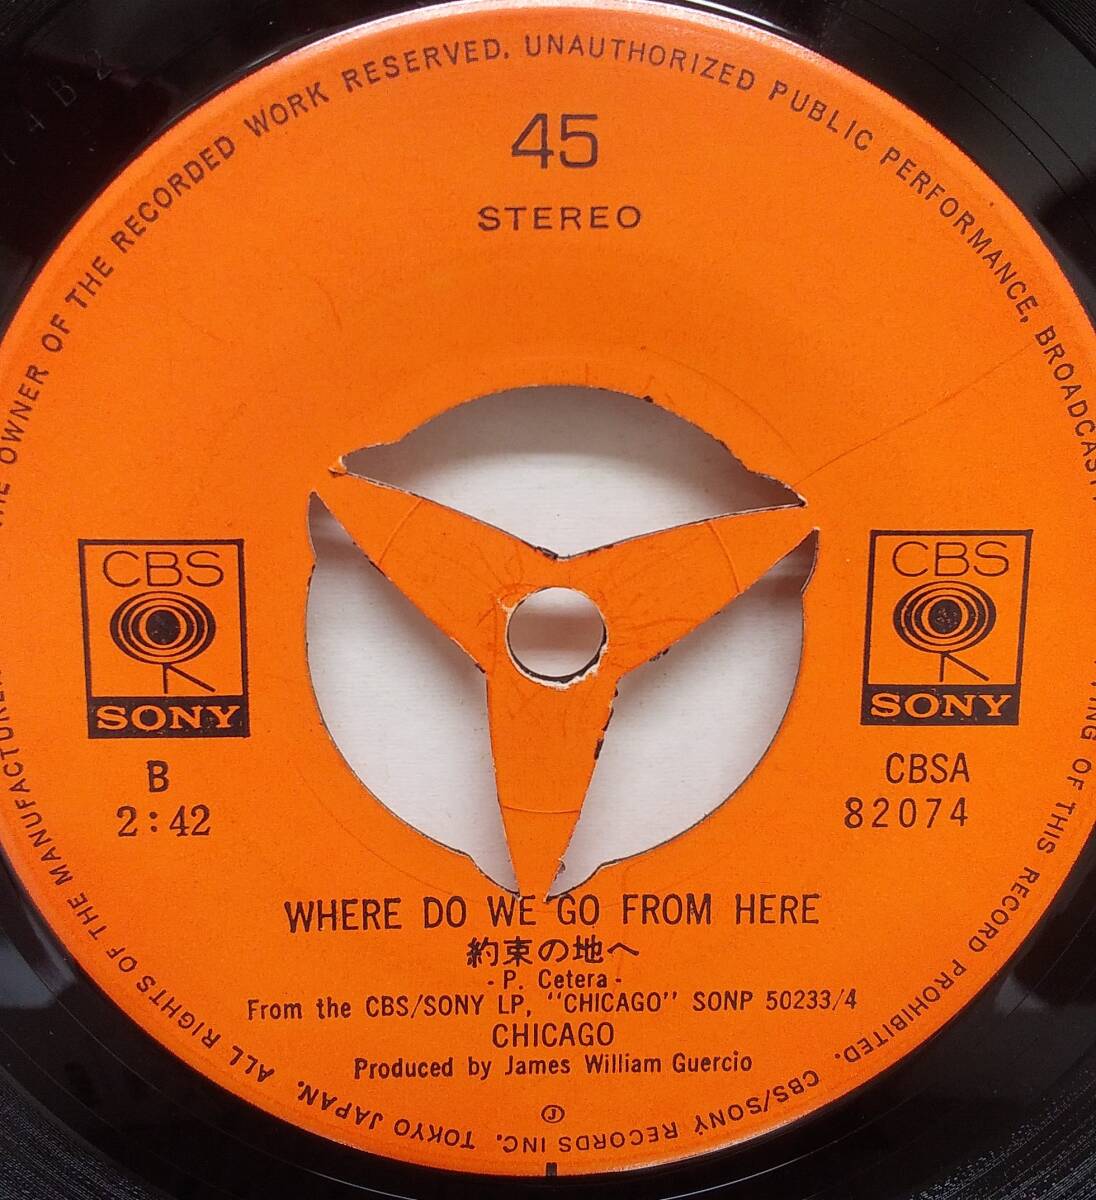 45
STEREO
CBS
SONY
CBS
SONY
B
2:42
CBSA
82074
WHERE DO WE GO FROM HERE
約束の地へ
- P. Cetera -
From the CBS/SONY LP, "CHICAGO" SONP 50233/4
CHICAGO
Produced by James William Guercio
J
ALL RIGHTS OF THE MANUFACTURER OWNER OF THE RECORDED WORK RESERVED. UNAUTHORIZED PUBLIC PERFORMANCE, BROADCAST OF THIS RECORD PROHIBITED. CBS/SONY RECORDS INC. TOKYO JAPAN.